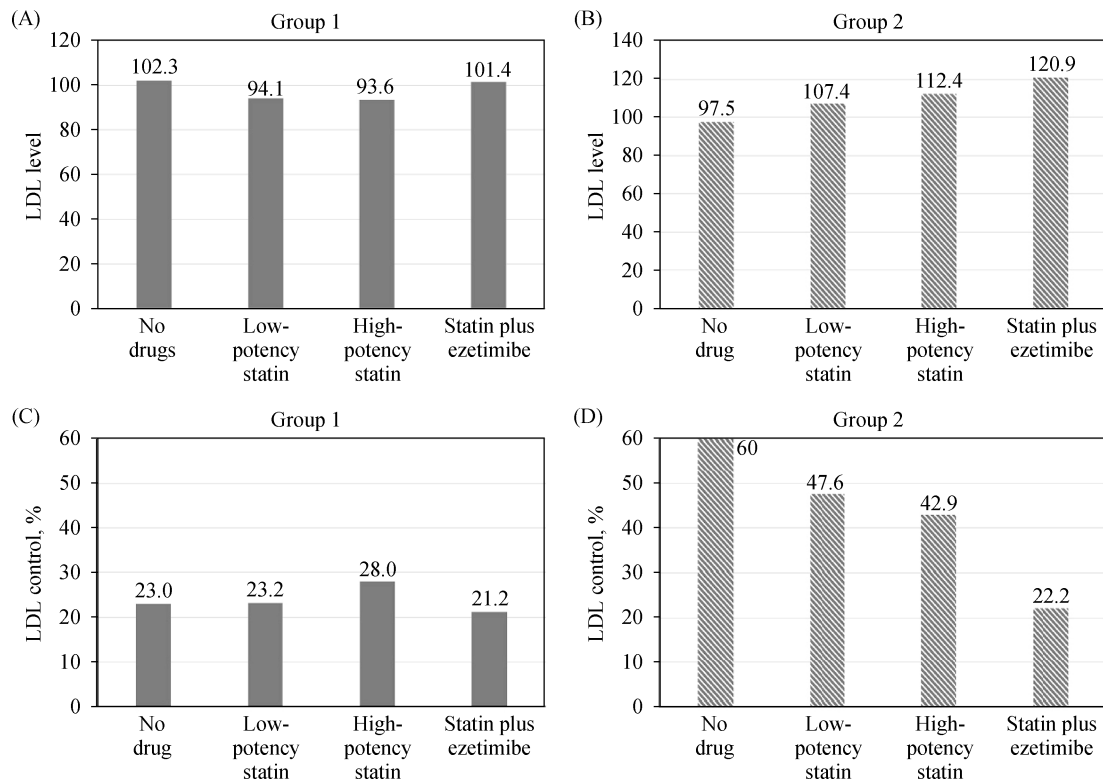 (A)
Group 1
LDL level
120
100
80
60
40
20
0
102.3
94.1
93.6
101.4
No
drugs
Low-
potency
statin
High-
potency
statin
Statin plus
ezetimibe
(B)
Group 2
LDL level
140
120
100
80
60
40
20
0
97.5
107.4
112.4
120.9
No
drug
Low-
potency
statin
High-
potency
statin
Statin plus
ezetimibe
(C)
Group 1
LDL control, %
60
50
40
30
20
10
0
23.0
23.2
28.0
21.2
No
drug
Low-
potency
statin
High-
potency
statin
Statin plus
ezetimibe
(D)
Group 2
LDL control, %
60
50
40
30
20
10
0
60
47.6
42.9
22.2
No
drug
Low-
potency
statin
High-
potency
statin
Statin plus
ezetimibe